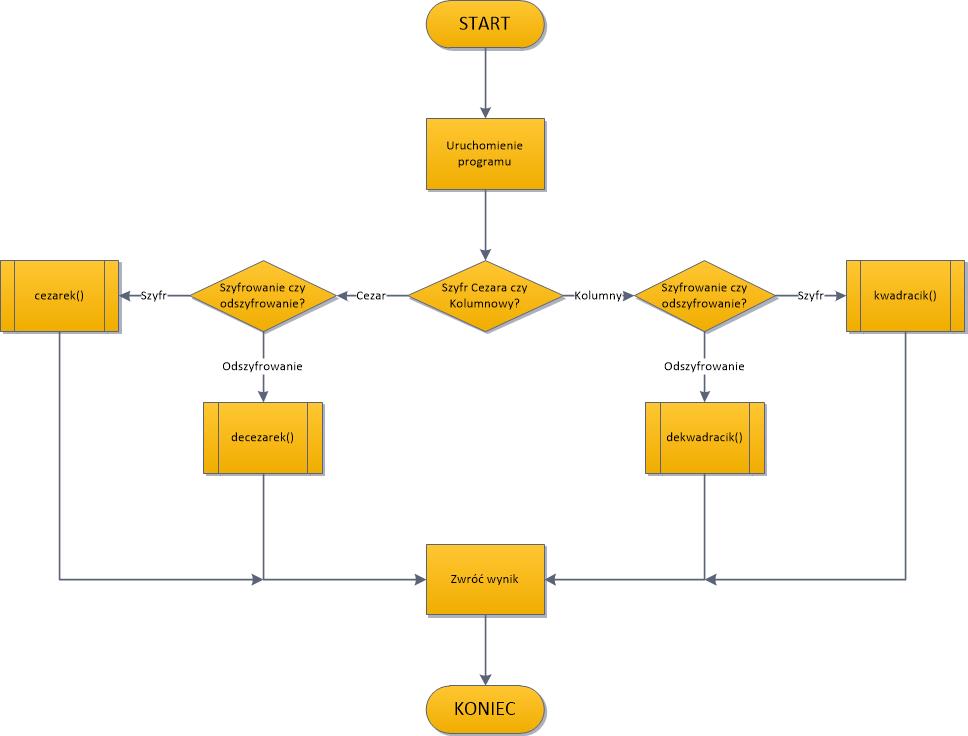 START
Uruchomienie
programu
Szyfr Cezara czy
Kolumnowy?
Cezar
Kolumny
Szyfrowanie czy
odszyfrowanie?
Szyfrowanie czy
odszyfrowanie?
Szyfr
Szyfr
cezarek()
kwadracik()
Odszyfrowanie
Odszyfrowanie
decezarek()
dekwadracik()
Zwróć wynik
KONIEC